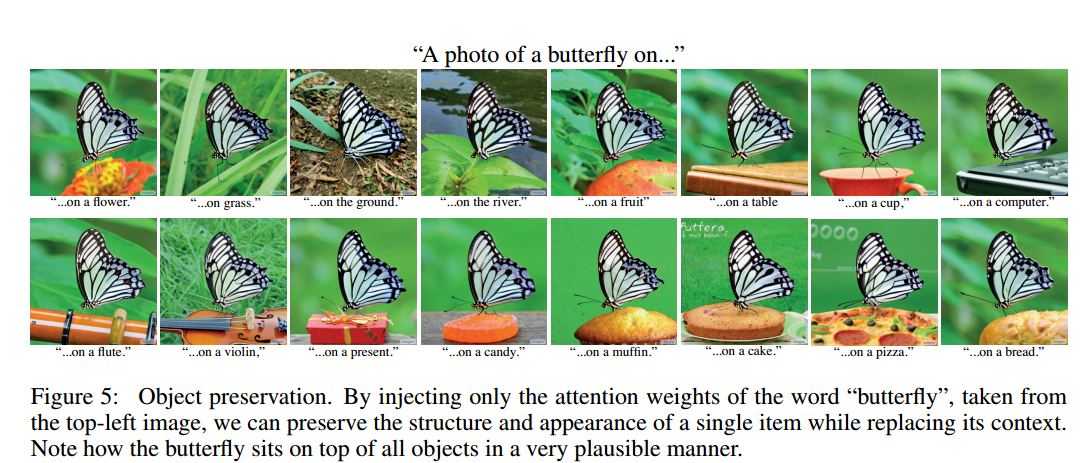 “A photo of a butterfly on...”
“...on a flower.”
“...on grass.”
“...on the ground.”
“...on the river.”
“...on a fruit”
“...on a table
“...on a cup,”
“...on a computer.”
“...on a flute.”
“...on a violin,”
“...on a present.”
“...on a candy.”
“...on a muffin.”
“...on a cake.”
“...on a pizza.”
“...on a bread.”
Figure 5: Object preservation. By injecting only the attention weights of the word “butterfly”, taken from
the top-left image, we can preserve the structure and appearance of a single item while replacing its context.
Note how the butterfly sits on top of all objects in a very plausible manner.